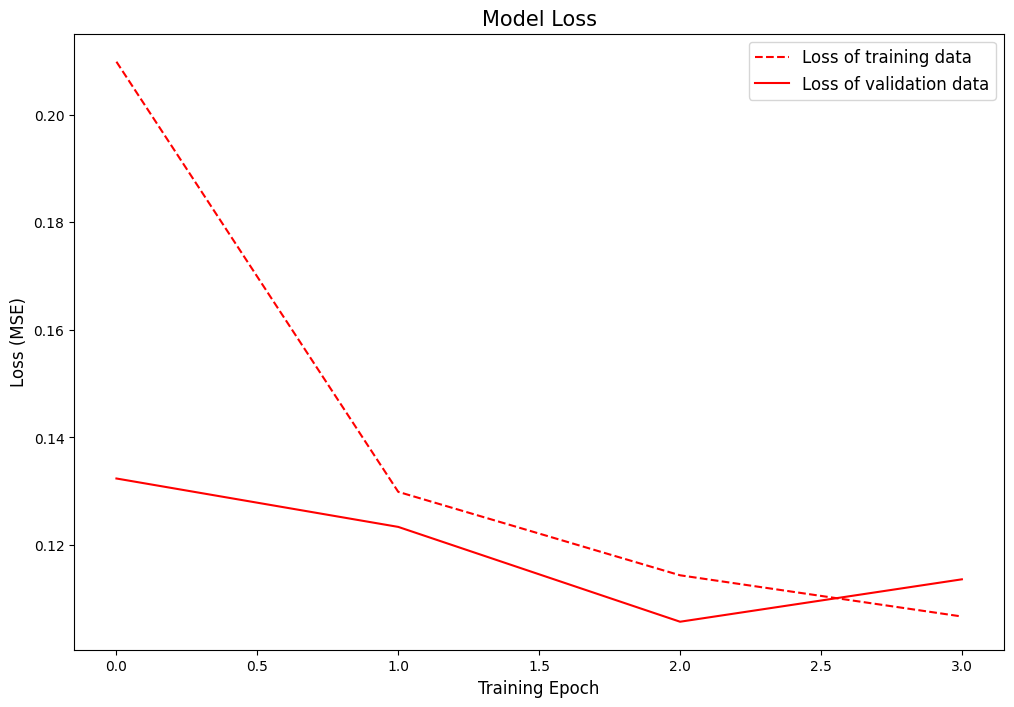 Model Loss
Loss of training data
Loss of validation data
Loss (MSE)
0.20
0.18
0.16
0.14
0.12
0.0 0.5 1.0 1.5 2.0 2.5 3.0
Training Epoch